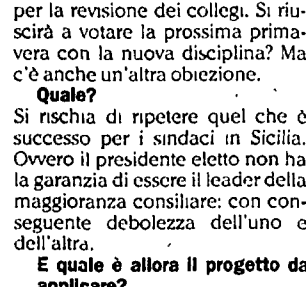 per la revisione dei collegi. Si riu-
scirà a votare la prossima prima-
vera con la nuova disciplina? Ma
c'è anche un'altra obiezione.
Quale?
Si rischia di ripetere quel che è
successo per i sindaci in Sicilia.
Ovvero il presidente eletto non ha
la garanzia di essere il leader della
maggioranza consiliare: con con-
seguente debolezza dell'uno e
dell'altra.
E quale è allora il progetto da
applicare?